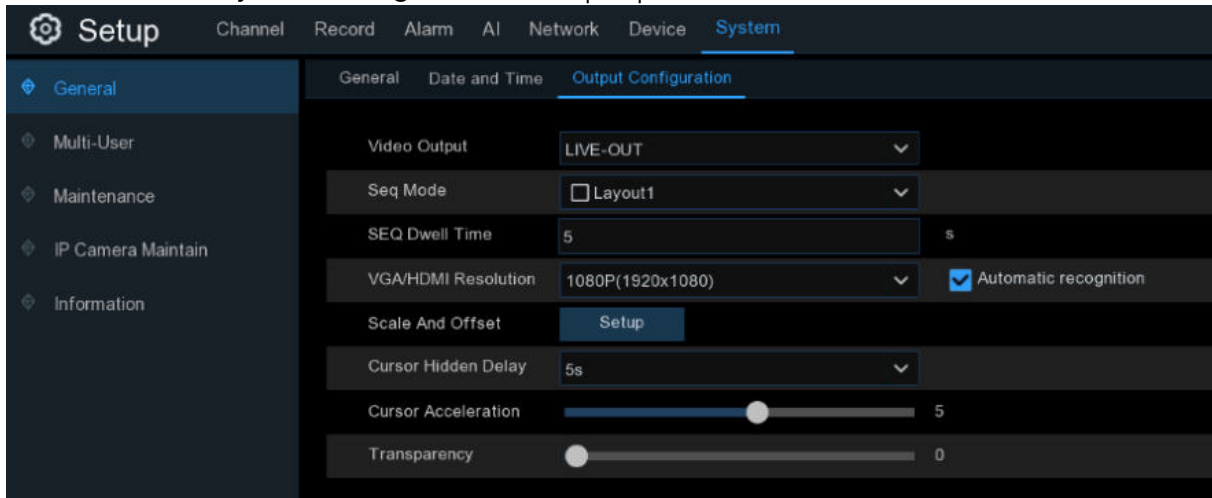 Setup Channel Record Alarm AI Network Device System
General
Multi-User
Maintenance
IP Camera Maintain
Information
General Date and Time Output Configuration
Video Output LIVE-OUT
Seq Mode Layout1
SEQ Dwell Time 5 s
VGA/HDMI Resolution 1080P(1920x1080) Automatic recognition
Scale And Offset Setup
Cursor Hidden Delay 5s
Cursor Acceleration 5
Transparency 0